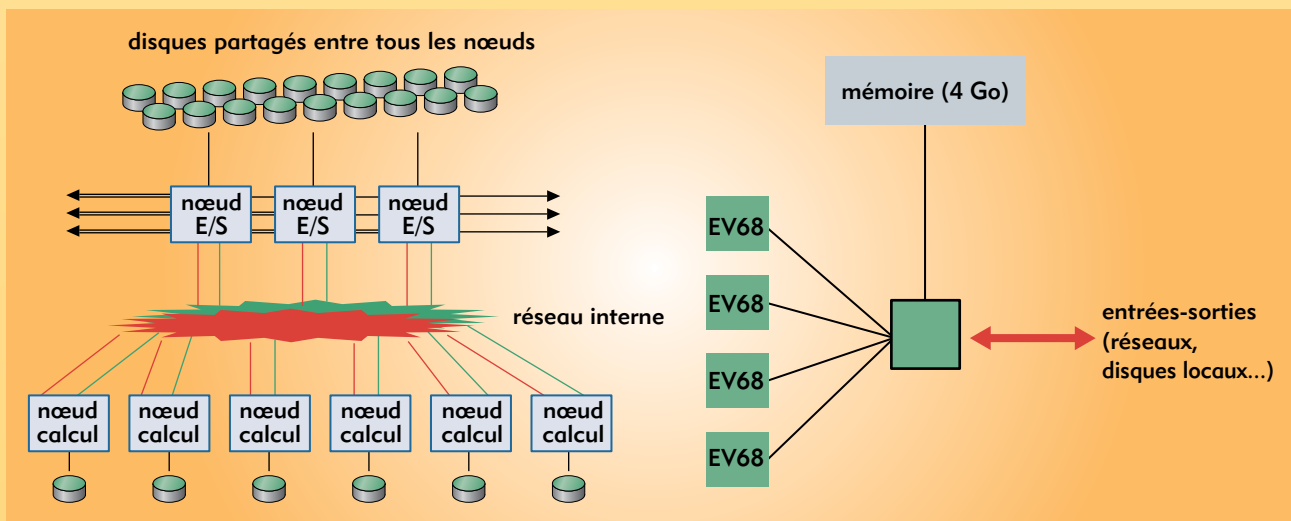 disques partagés entre tous les nœuds
nœud
E/S
nœud
E/S
nœud
E/S
réseau interne
nœud
calcul
nœud
calcul
nœud
calcul
nœud
calcul
nœud
calcul
nœud
calcul
mémoire (4 Go)
EV68
EV68
EV68
EV68
entrées-sorties
(réseaux,
disques locaux...)